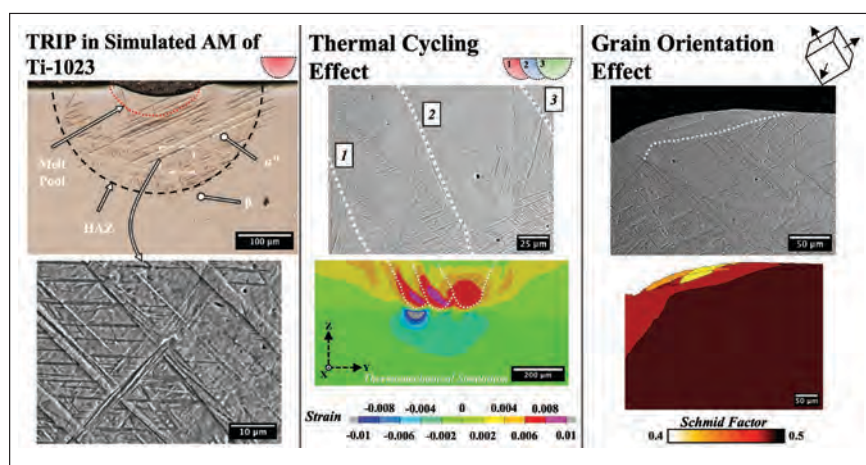 TRIP in Simulated AM of
Ti-1023
Melt
Pool
HAZ
α"
β
100 µm
10 µm
Thermal Cycling
Effect
1 2 3
1
2
3
25 µm
Z
X
Y
200 µm
Strain
-0.008 -0.004 0 0.004 0.008
-0.01 -0.006 -0.002 0.002 0.006 0.01
Grain Orientation
Effect
50 µm
50 µm
Schmid Factor
0.4 0.5